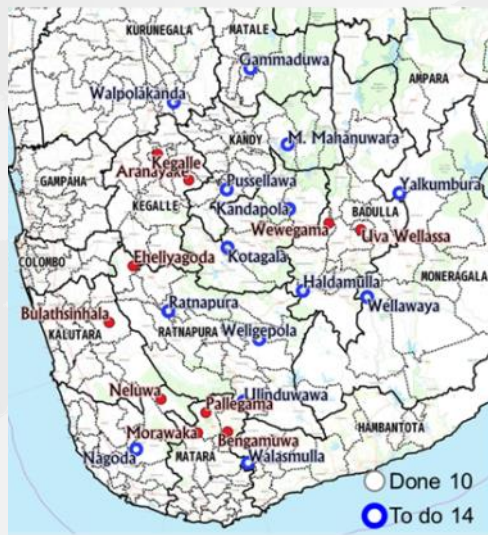 KURUNEGALA
MATALE
Gammaduwa
AMPARA
Walpolakanda
KANDY
M. Mahanuwara
Kegalle
Aranayake
GAMPAHA
Pussellawa
Yalkumbura
KEGALLE
Kandapola
BADULLA
Wewegama
Uva Wellassa
COLOMBO
Eheliyagoda
Kotagala
MONERAGALA
Haldamulla
Ratnapura
Wellawaya
Bulathsinhala
KALUTARA
RATNAPURA
Weligepola
Neluwa
Ulinduwawa
Pallegama
HAMBANTOTA
Morawaka
Bengamuwa
Nagoda
MATARA
Walasmulla
Done 10
To do 14